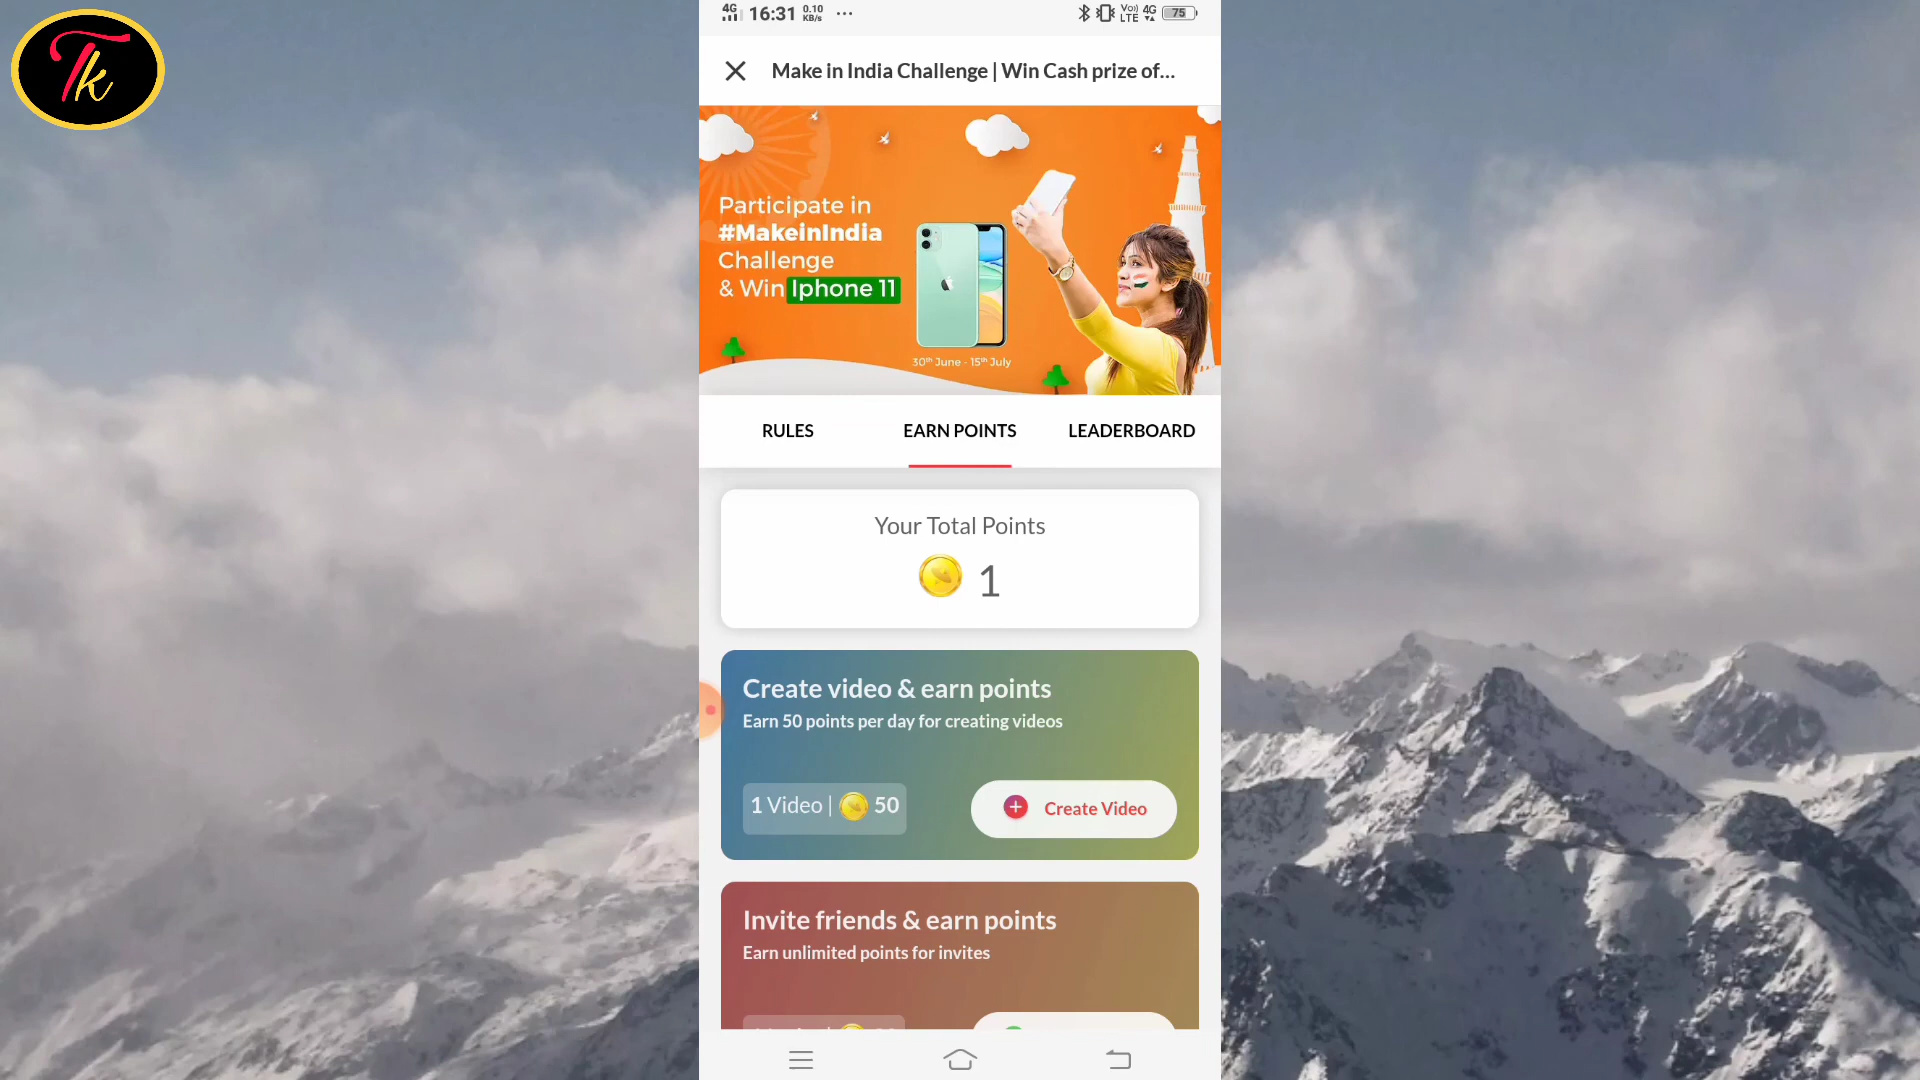 Tk
4G 16:31 0.10 KB/s ... VoI) LTE 4G 75
Make in India Challenge | Win Cash prize of...
Participate in
#MakeinIndia
Challenge
& Win Iphone 11
30th June - 15th July
RULES EARN POINTS LEADERBOARD
Your Total Points
1
Create video & earn points
Earn 50 points per day for creating videos
1 Video | 50
Create Video
Invite friends & earn points
Earn unlimited points for invites